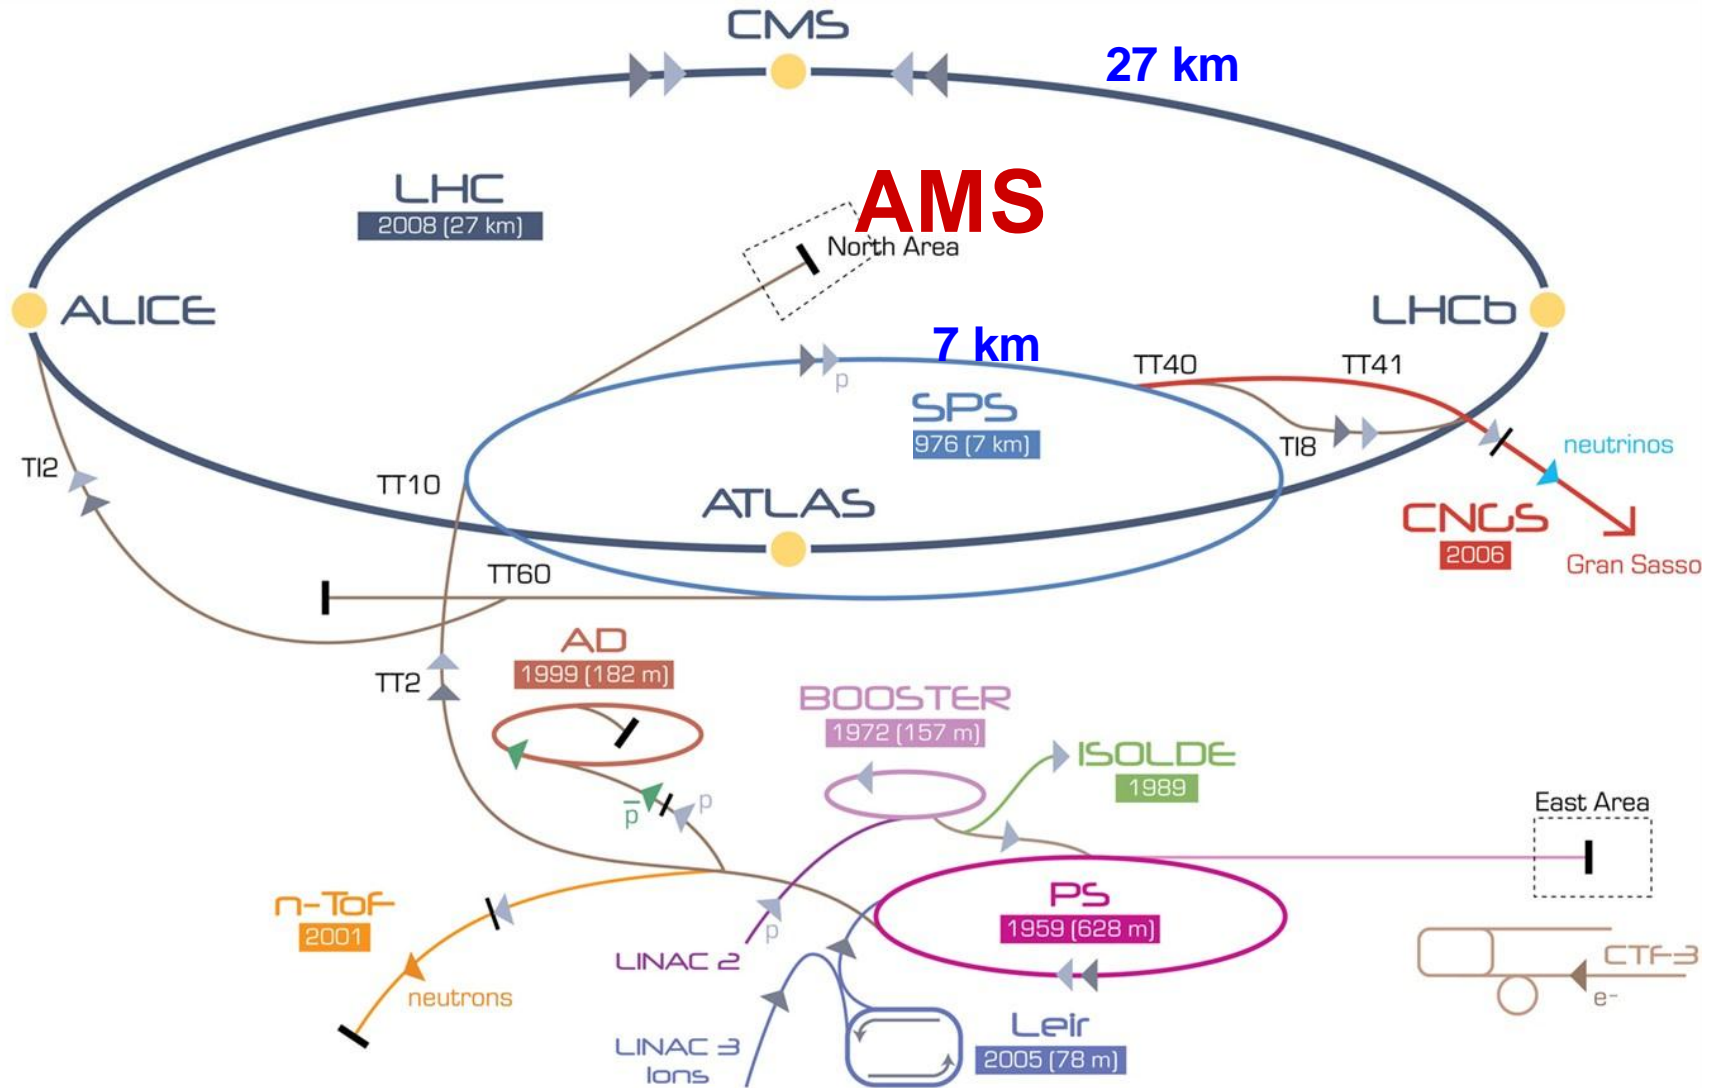 CMS
27 km
LHC
2008 (27 km)
AMS
North Area
ALICE
LHCb
7 km
p
TT40
TT41
SPS
976 (7 km)
TI8
neutrinos
TI2
TT10
ATLAS
CNGS
2006
Gran Sasso
TT60
AD
1999 (182 m)
TT2
BOOSTER
1972 (157 m)
ISOLDE
1989
p̅
p
East Area
n-ToF
2001
PS
1959 (628 m)
p
LINAC 2
neutrons
CTF-3
e-
Leir
2005 (78 m)
LINAC 3
Ions